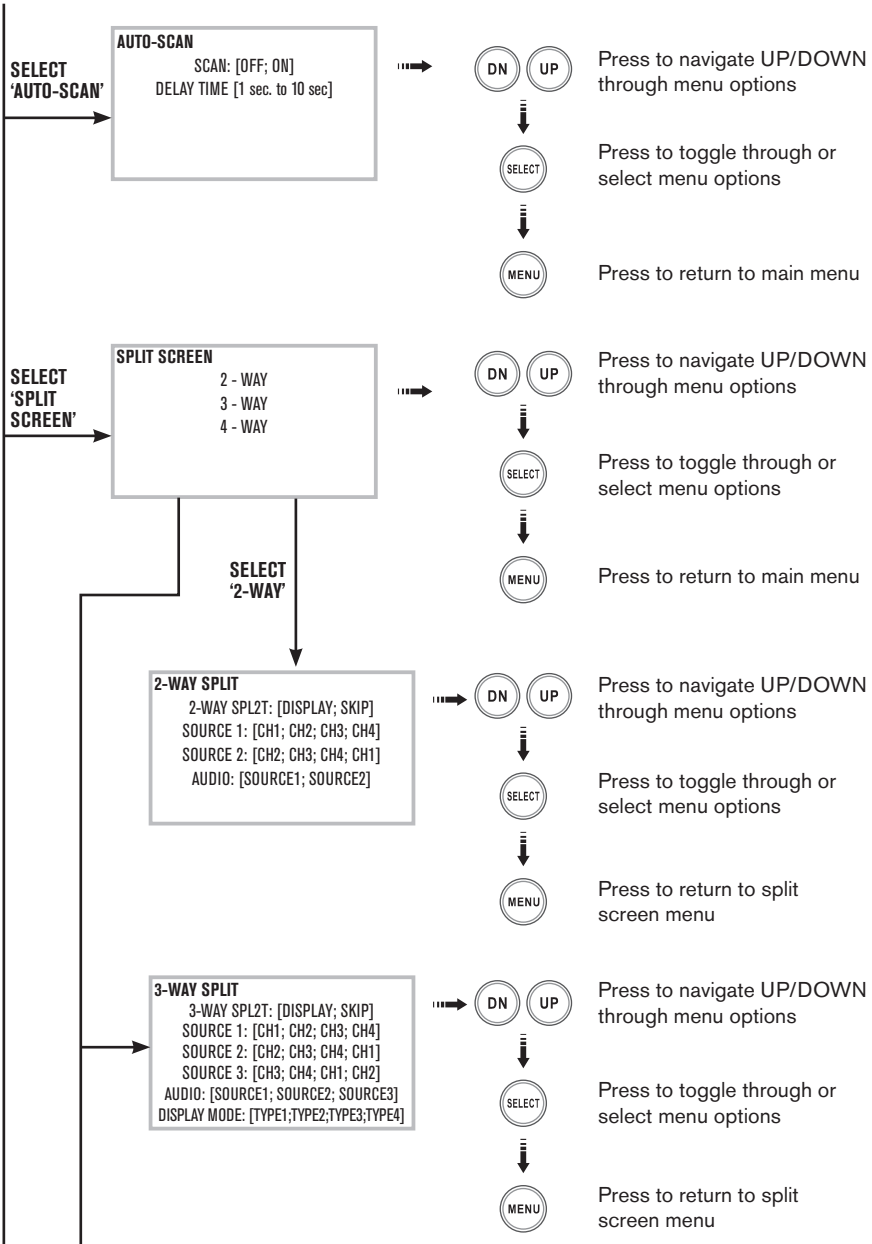 SELECT
‘AUTO-SCAN’
AUTO-SCAN
SCAN: [OFF; ON]
DELAY TIME [1 sec. to 10 sec]
DN UP
Press to navigate UP/DOWN
through menu options
SELECT
Press to toggle through or
select menu options
MENU
Press to return to main menu
SELECT
‘SPLIT
SCREEN’
SPLIT SCREEN
2 - WAY
3 - WAY
4 - WAY
DN UP
Press to navigate UP/DOWN
through menu options
SELECT
Press to toggle through or
select menu options
MENU
Press to return to main menu
SELECT
‘2-WAY’
2-WAY SPLIT
2-WAY SPL2T: [DISPLAY; SKIP]
SOURCE 1: [CH1; CH2; CH3; CH4]
SOURCE 2: [CH2; CH3; CH4; CH1]
AUDIO: [SOURCE1; SOURCE2]
DN UP
Press to navigate UP/DOWN
through menu options
SELECT
Press to toggle through or
select menu options
MENU
Press to return to split
screen menu
3-WAY SPLIT
3-WAY SPL2T: [DISPLAY; SKIP]
SOURCE 1: [CH1; CH2; CH3; CH4]
SOURCE 2: [CH2; CH3; CH4; CH1]
SOURCE 3: [CH3; CH4; CH1; CH2]
AUDIO: [SOURCE1; SOURCE2; SOURCE3]
DISPLAY MODE: [TYPE1;TYPE2;TYPE3;TYPE4]
DN UP
Press to navigate UP/DOWN
through menu options
SELECT
Press to toggle through or
select menu options
MENU
Press to return to split
screen menu